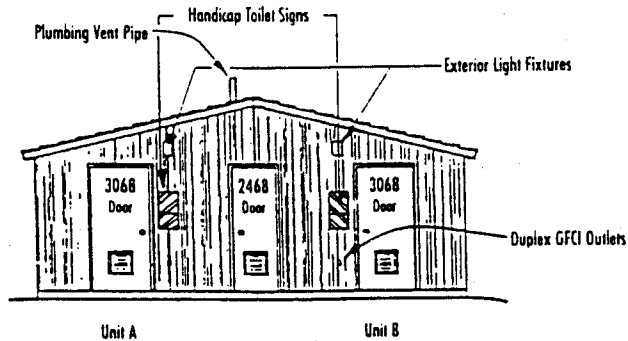 Handicap Toilet Signs
Plumbing Vent Pipe
Exterior Light Fixtures
3068
Door
2468
Door
3068
Door
Duplex GFCI Outlets
Unit A
Unit B